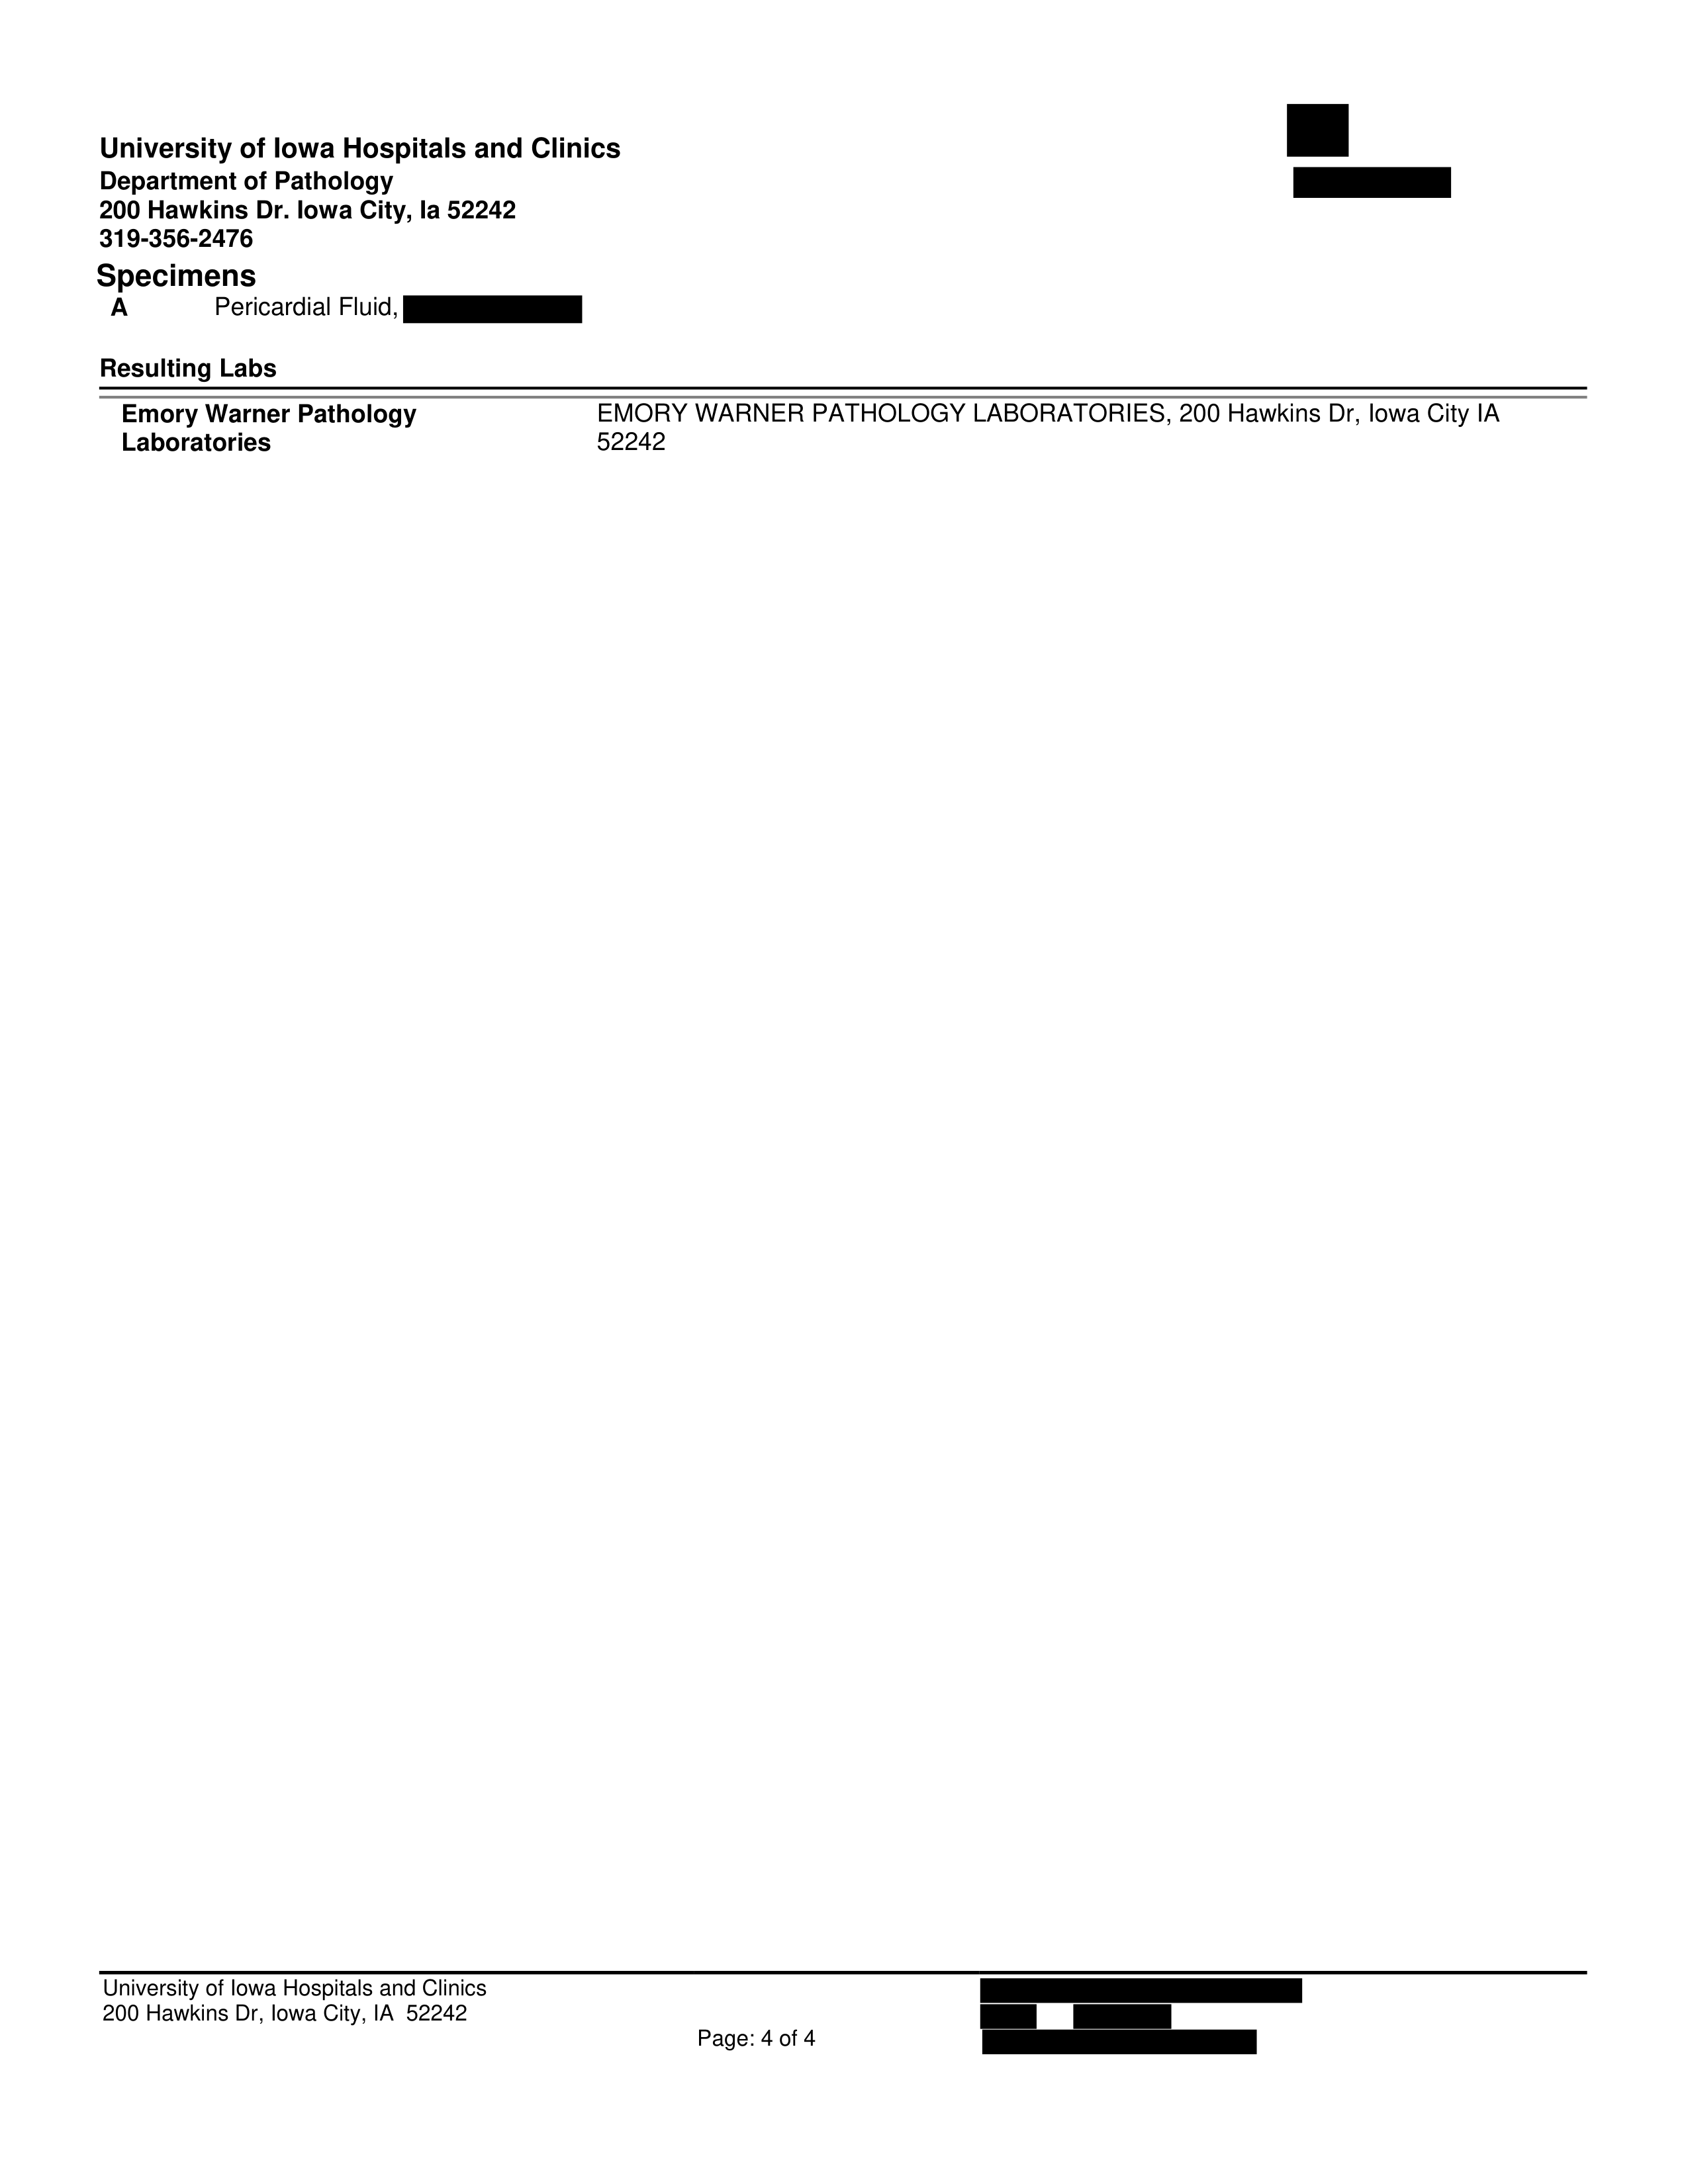 University of Iowa Hospitals and Clinics
Department of Pathology
200 Hawkins Dr. Iowa City, Ia 52242
319-356-2476
Specimens
A Pericardial Fluid,
Resulting Labs
Emory Warner Pathology Laboratories
EMORY WARNER PATHOLOGY LABORATORIES, 200 Hawkins Dr, Iowa City IA
52242
University of Iowa Hospitals and Clinics
200 Hawkins Dr, Iowa City, IA 52242
Page: 4 of 4